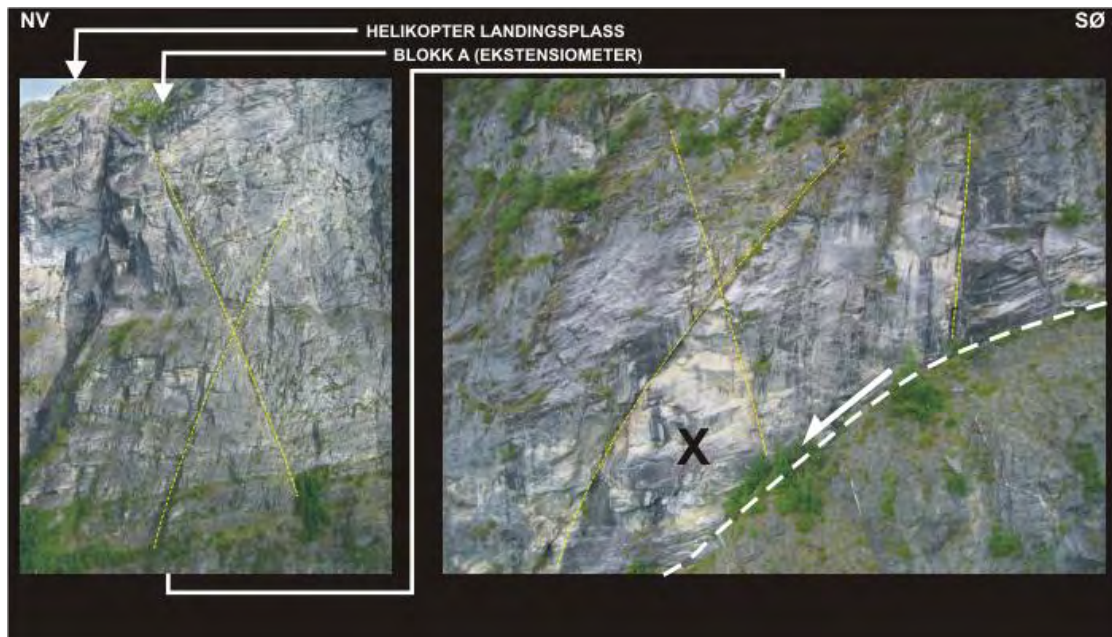 NV
SØ
HELIKOPTER LANDINGSPLASS
BLOKK A (EKSTENSIOMETER)
X